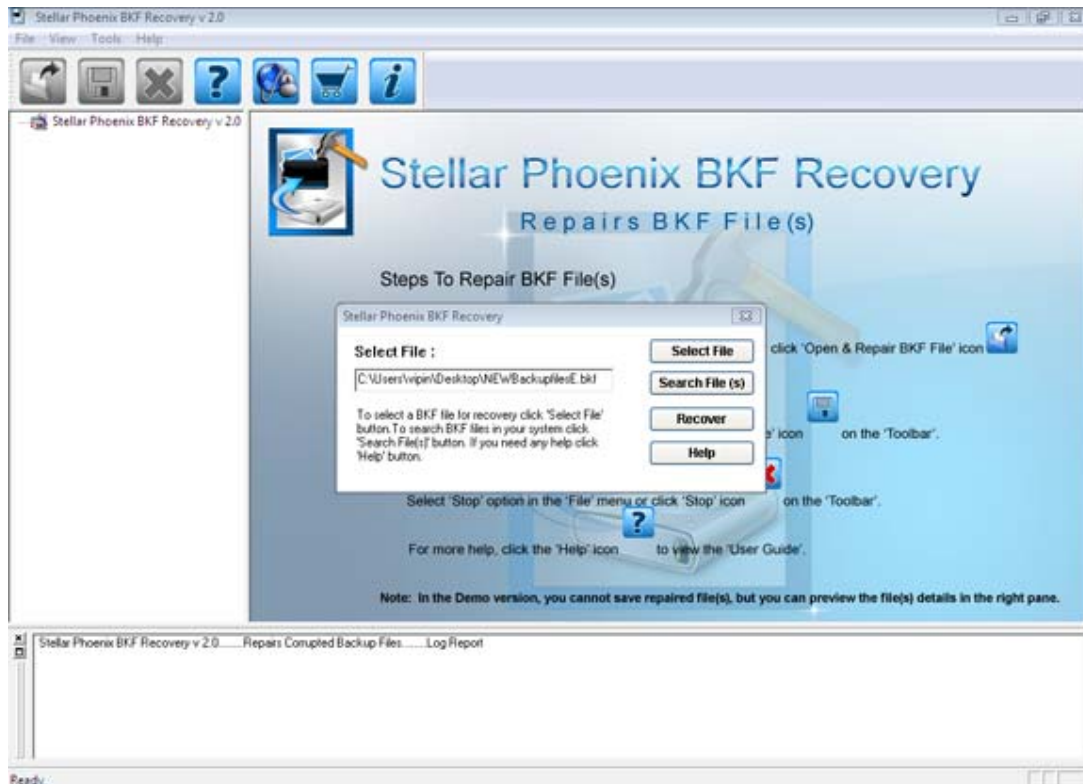 Stellar Phoenix BKF Recovery v 2.0
File View Tools Help
Stellar Phoenix BKF Recovery v 2.0
Stellar Phoenix BKF Recovery
Repairs BKF File(s)
Steps To Repair BKF File(s)
Stellar Phoenix BKF Recovery
Select File :
C:\Users\vipin\Desktop\NEWBackupfilesE.bkf
To select a BKF file for recovery click 'Select File'
button.To search BKF files in your system click
'Search File(s)' button. If you need any help click
'Help' button.
Select File
Search File (s)
Recover
Help
click 'Open & Repair BKF File' icon
icon on the 'Toolbar'.
Select 'Stop' option in the 'File' menu or click 'Stop' icon on the 'Toolbar'.
For more help, click the 'Help' icon to view the 'User Guide'.
Note: In the Demo version, you cannot save repaired file(s), but you can preview the file(s) details in the right pane.
Stellar Phoenix BKF Recovery v 2.0.......Repairs Corrupted Backup Files........Log Report
Ready